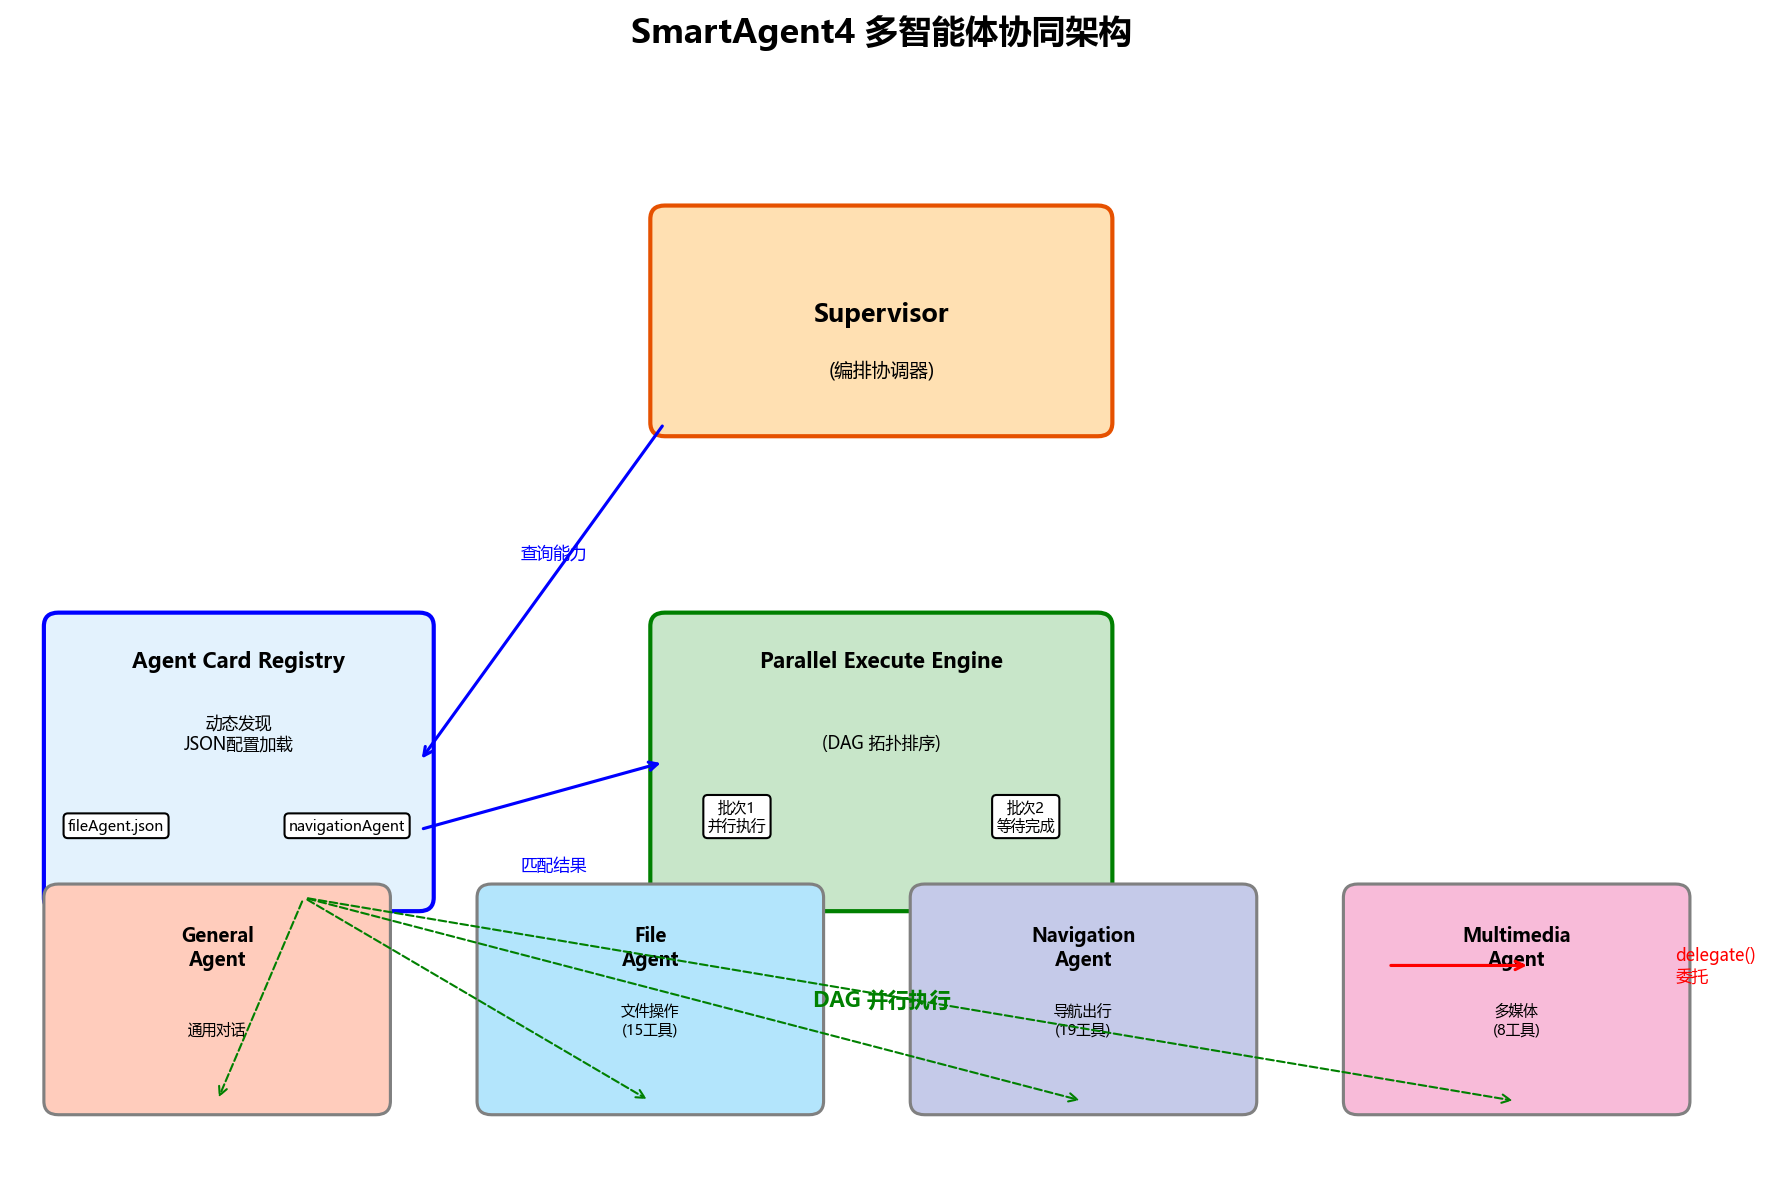 SmartAgent4 多智能体协同架构
Supervisor
(编排协调器)
查询能力
Agent Card Registry
动态发现
JSON配置加载
fileAgent.json
navigationAgent
匹配结果
Parallel Execute Engine
(DAG 拓扑排序)
批次1
并行执行
批次2
等待完成
General
Agent
通用对话
File
Agent
文件操作
(15工具)
DAG 并行执行
Navigation
Agent
导航出行
(19工具)
Multimedia
Agent
多媒体
(8工具)
delegate()
委托